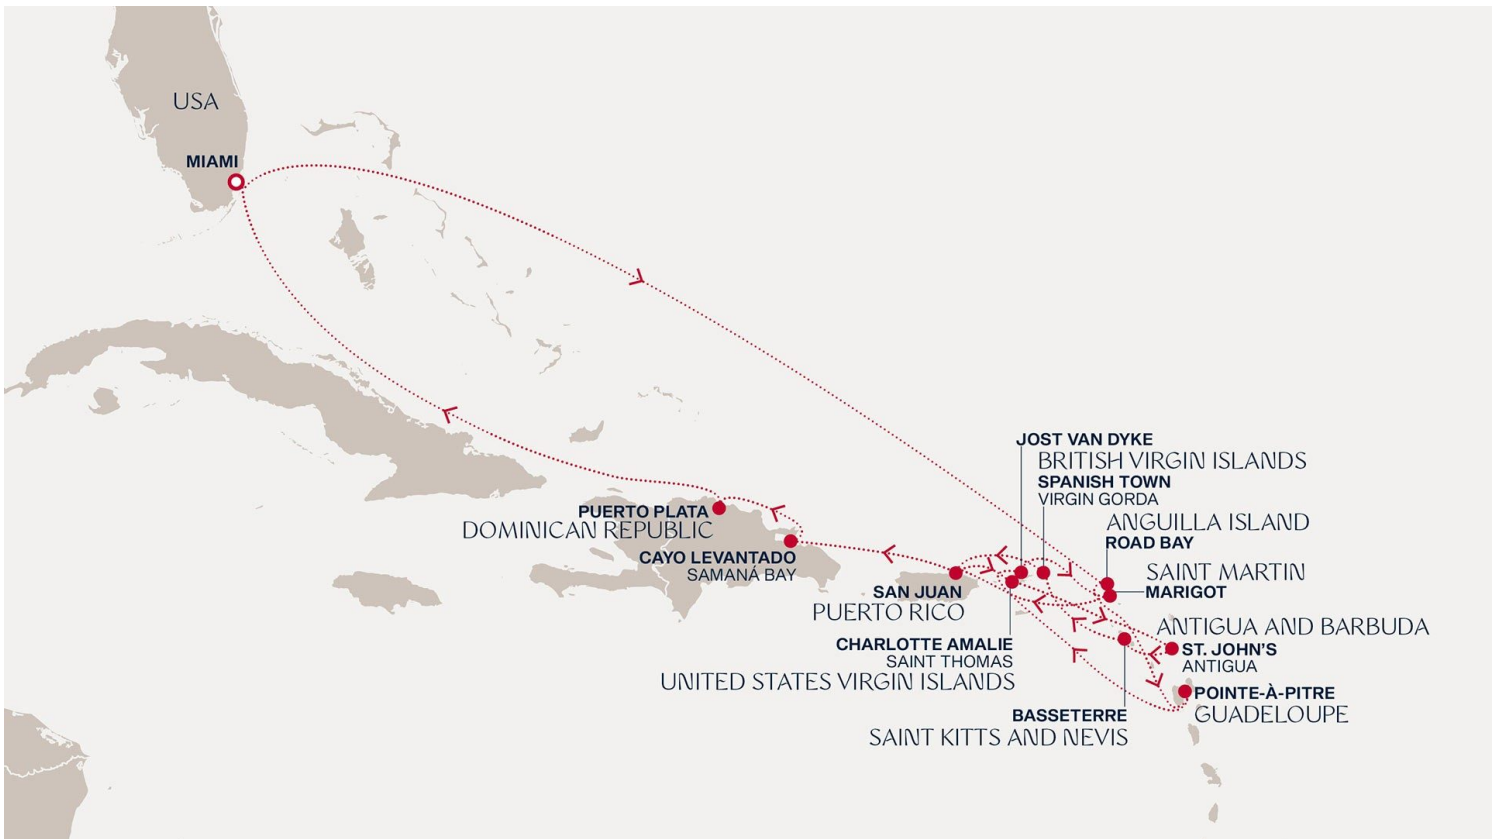 USA
MIAMI
JOST VAN DYKE
BRITISH VIRGIN ISLANDS
SPANISH TOWN
VIRGIN GORDA
ANGUILLA ISLAND
ROAD BAY
SAINT MARTIN
MARIGOT
PUERTO PLATA
DOMINICAN REPUBLIC
CAYO LEVANTADO
SAMANÁ BAY
SAN JUAN
PUERTO RICO
ANTIGUA AND BARBUDA
ST. JOHN'S
ANTIGUA
CHARLOTTE AMALIE
SAINT THOMAS
UNITED STATES VIRGIN ISLANDS
POINTE-À-PITRE
GUADELOUPE
BASSETERRE
SAINT KITTS AND NEVIS